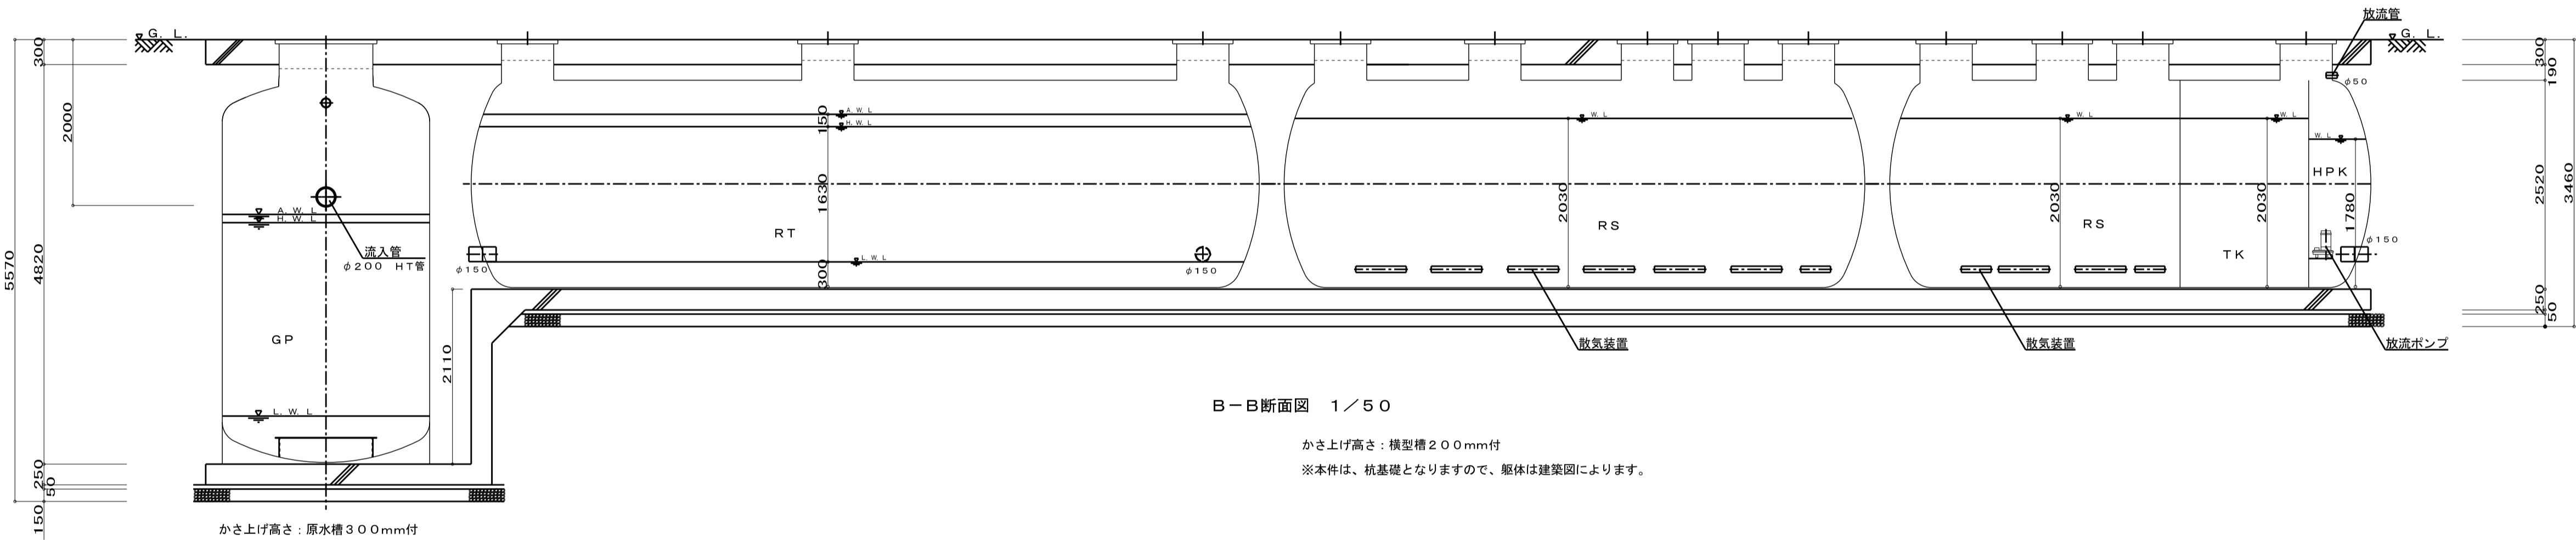 放流管
G. L.
G. L.
300
2000
5570
4820
250
50
150
A. W. L
H. W. L
流入管
φ200 HT管
GP
L. W. L
2110
かさ上げ高さ：原水槽300mm付
150
A. W. L
H. W. L
1630
RT
L. W. L
300
φ150
φ150
W. L
2030
RS
散気装置
W. L
2030
RS
散気装置
W. L
2030
TK
W. L
HPK
1780
φ50
φ150
放流ポンプ
300
190
2520
3460
250
50
B－B断面図 1／50
かさ上げ高さ：横型槽200mm付
※本件は、杭基礎となりますので、躯体は建築図によります。